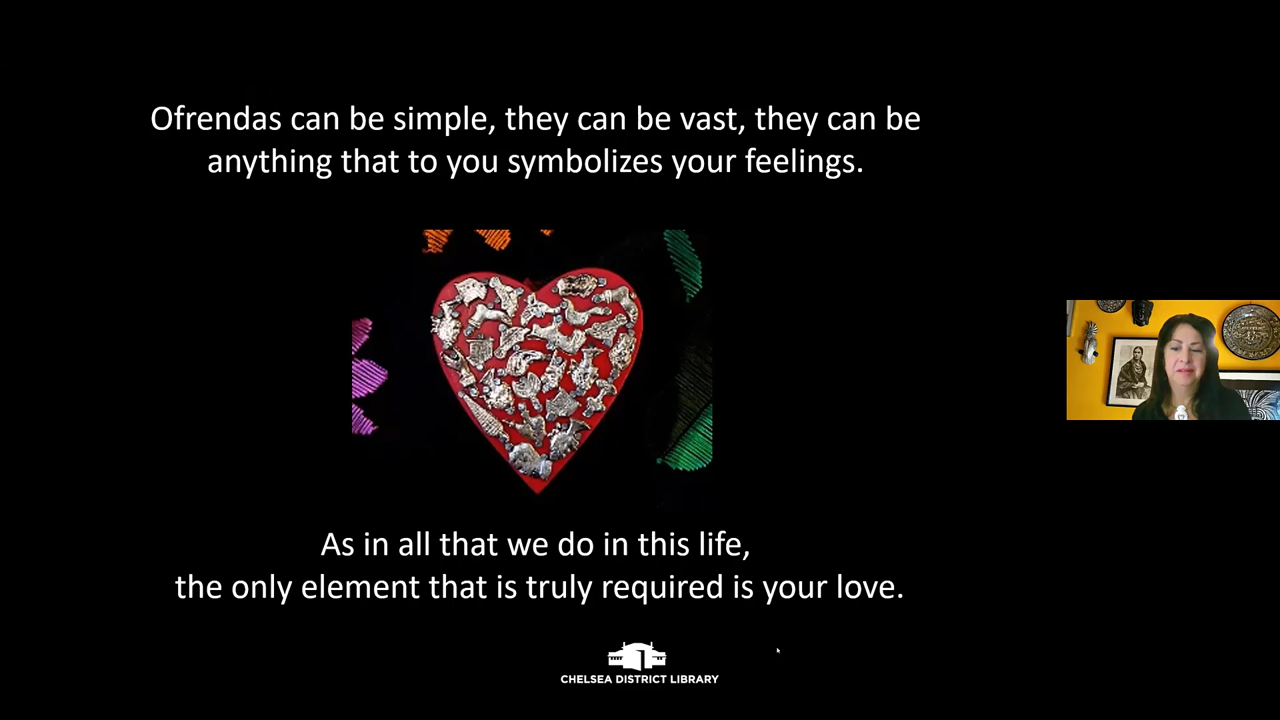 Ofrendas can be simple, they can be vast, they can be
anything that to you symbolizes your feelings.
As in all that we do in this life,
the only element that is truly required is your love.
CHELSEA DISTRICT LIBRARY